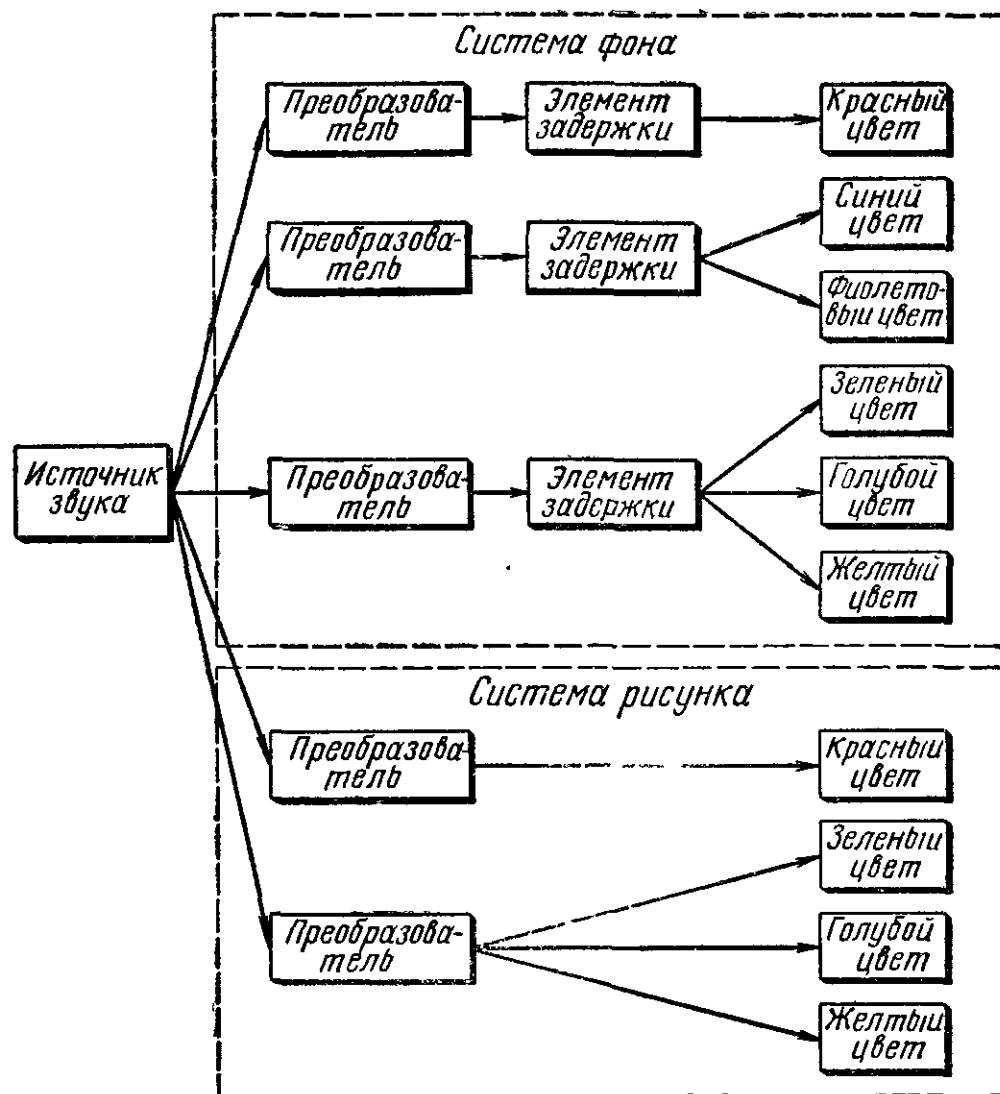 Система фона
Преобразова-
тель
Элемент
задержки
Красный
цвет
Преобразова-
тель
Элемент
задержки
Синий
цвет
Фиолето-
вый цвет
Источник
звука
Преобразова-
тель
Элемент
задержки
Зеленый
цвет
Голубой
цвет
Желтый
цвет
Система рисунка
Преобразова-
тель
Красный
цвет
Преобразова-
тель
Зеленый
цвет
Голубой
цвет
Желтый
цвет